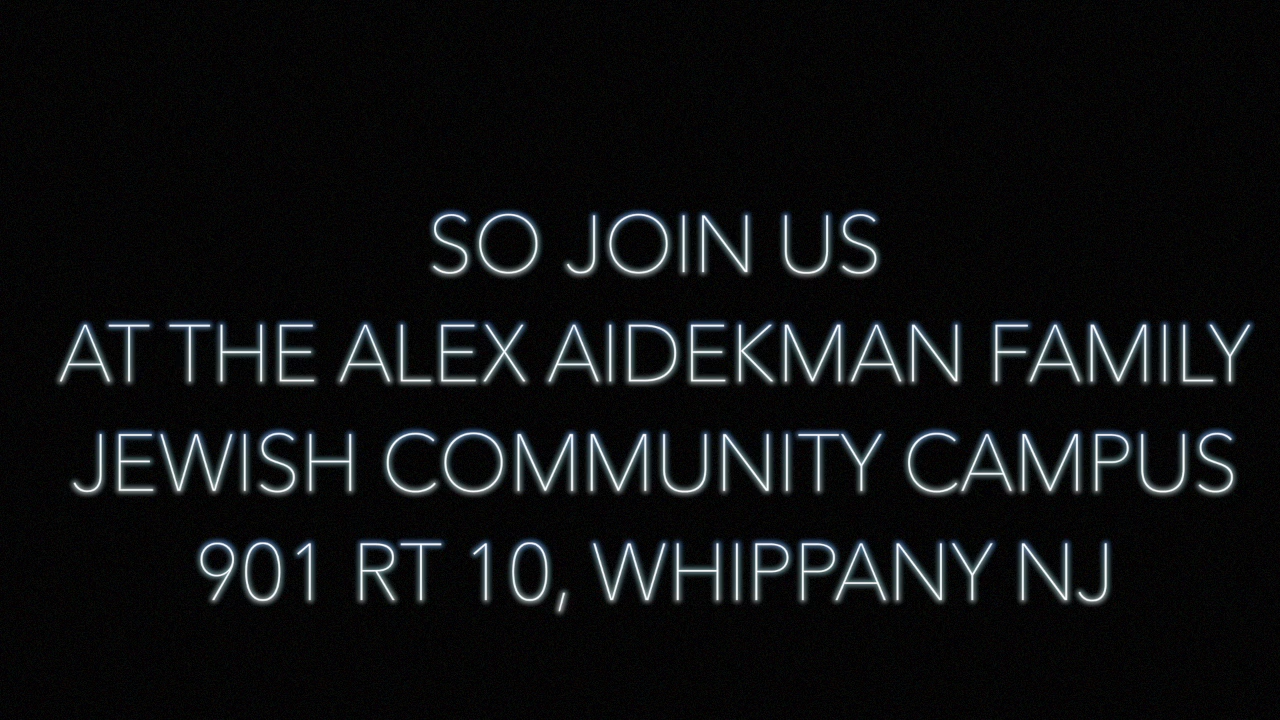 SO JOIN US
AT THE ALEX AIDEKMAN FAMILY
JEWISH COMMUNITY CAMPUS
901 RT 10, WHIPPANY NJ